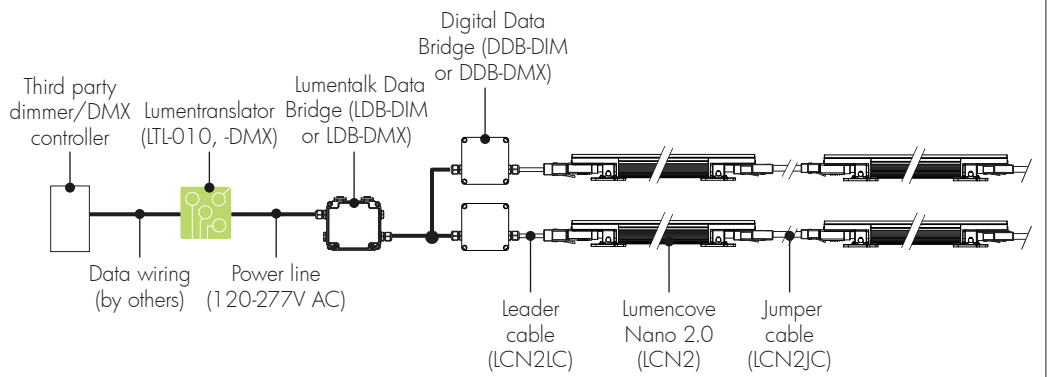 Digital Data
Bridge (DDB-DIM
or DDB-DMX)
Third party
dimmer/DMX
controller
Lumentranslator
(LTL-010, -DMX)
Lumentalk Data
Bridge (LDB-DIM
or LDB-DMX)
Data wiring
(by others)
Power line
(120-277V AC)
Leader
cable
(LCN2LC)
Lumencove
Nano 2.0
(LCN2)
Jumper
cable
(LCN2JC)